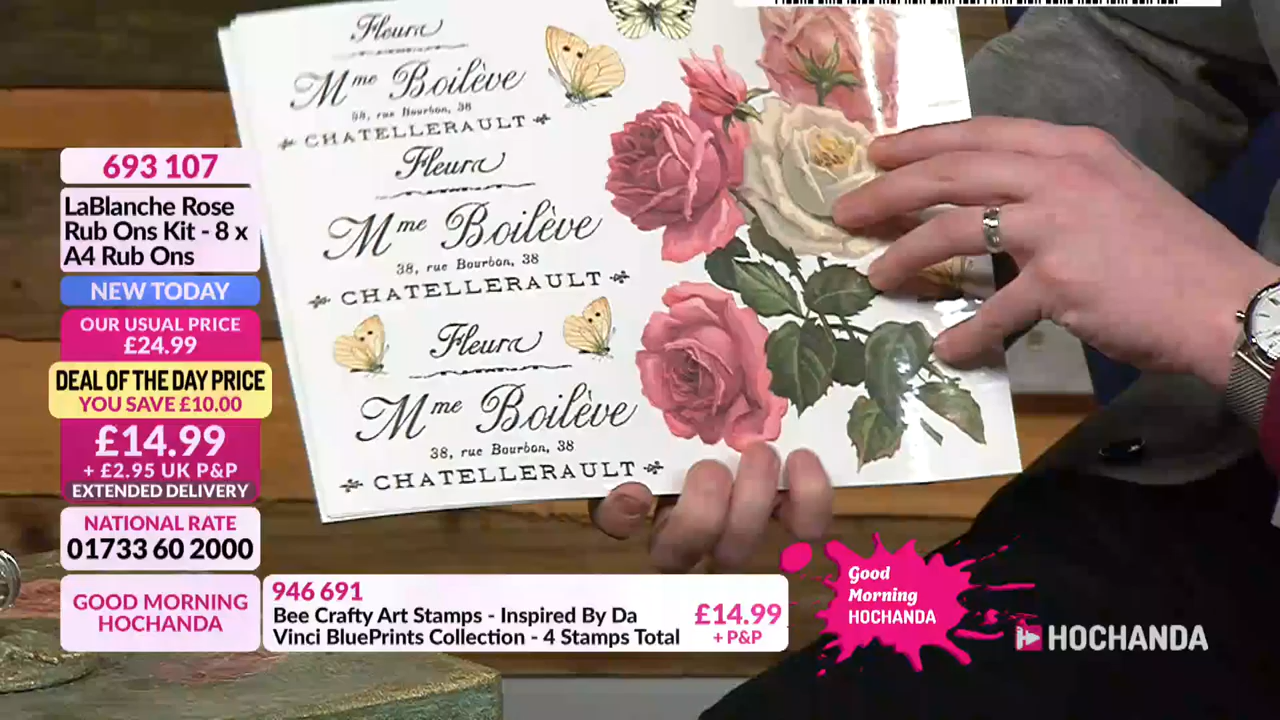 693 107
LaBlanche Rose
Rub Ons Kit - 8 x
A4 Rub Ons
NEW TODAY
OUR USUAL PRICE
£24.99
DEAL OF THE DAY PRICE
YOU SAVE £10.00
£14.99
+ £2.95 UK P&P
EXTENDED DELIVERY
NATIONAL RATE
01733 60 2000
GOOD MORNING
HOCHANDA
946 691
Bee Crafty Art Stamps - Inspired By Da
Vinci BluePrints Collection - 4 Stamps Total
£14.99
+ P&P
Good
Morning
HOCHANDA
HOCHANDA
Fleura
Mme Boilève
38, rue Bourbon, 38
CHATELLERAULT
Fleura
Mme Boilève
38, rue Bourbon, 38
CHATELLERAULT
Fleura
Mme Boilève
38, rue Bourbon, 38
CHATELLERAULT